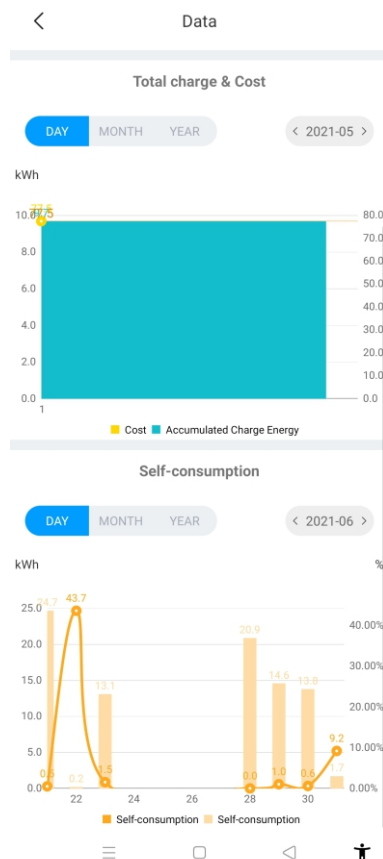 Data
Total charge & Cost
DAY MONTH YEAR < 2021-05 >
kWh
77.5
10.0 80.0
70.0
8.0
60.0
6.0 50.0
40.0
4.0
30.0
2.0 20.0
10.0
0.0 0.0
1
Cost Accumulated Charge Energy
Self-consumption
DAY MONTH YEAR < 2021-06 >
kWh %
24.7 43.7
25.0
20.9 40.00%
20.0
30.00%
13.1 14.6 13.8
15.0
20.00%
10.0
9.2
10.00%
5.0
1.5 0.0 1.0 0.6 1.7
0.2
0.0 0.00%
22 24 26 28 30
Self-consumption Self-consumption